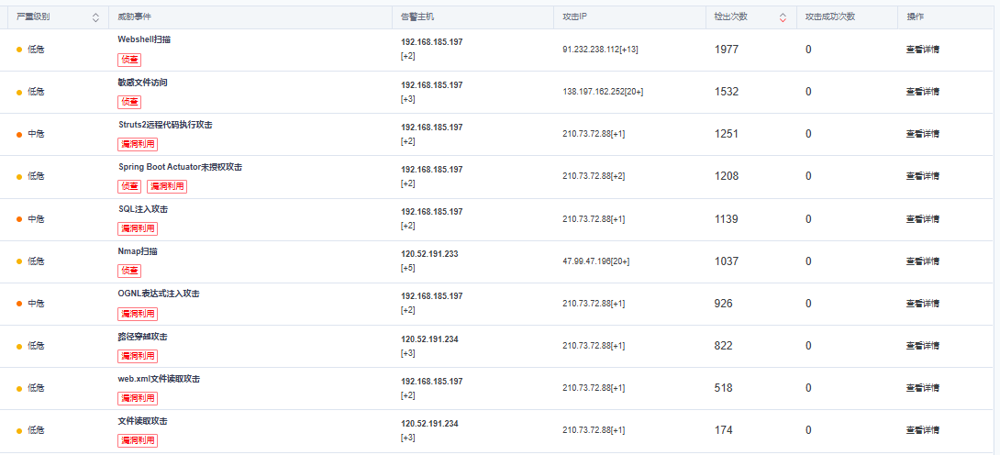 严重级别 威胁事件 告警主机 攻击IP 检出次数 攻击成功次数 操作
低危 Webshell扫描 192.168.185.197 91.232.238.112[+13] 1977 0 查看详情
侦查 [+2]
低危 敏感文件访问 192.168.185.197 138.197.162.252[20+] 1532 0 查看详情
侦查 [+3]
中危 Struts2远程代码执行攻击 192.168.185.197 210.73.72.88[+1] 1251 0 查看详情
漏洞利用 [+2]
低危 Spring Boot Actuator未授权攻击 192.168.185.197 210.73.72.88[+2] 1208 0 查看详情
侦查 漏洞利用 [+2]
中危 SQL注入攻击 192.168.185.197 210.73.72.88[+1] 1139 0 查看详情
漏洞利用 [+2]
低危 Nmap扫描 120.52.191.233 47.99.47.196[20+] 1037 0 查看详情
侦查 [+5]
中危 OGNL表达式注入攻击 192.168.185.197 210.73.72.88[+1] 926 0 查看详情
漏洞利用 [+2]
低危 路径穿越攻击 120.52.191.234 210.73.72.88[+1] 822 0 查看详情
漏洞利用 [+3]
低危 web.xml文件读取攻击 192.168.185.197 210.73.72.88[+1] 518 0 查看详情
漏洞利用 [+2]
低危 文件读取攻击 120.52.191.234 210.73.72.88[+1] 174 0 查看详情
漏洞利用 [+3]